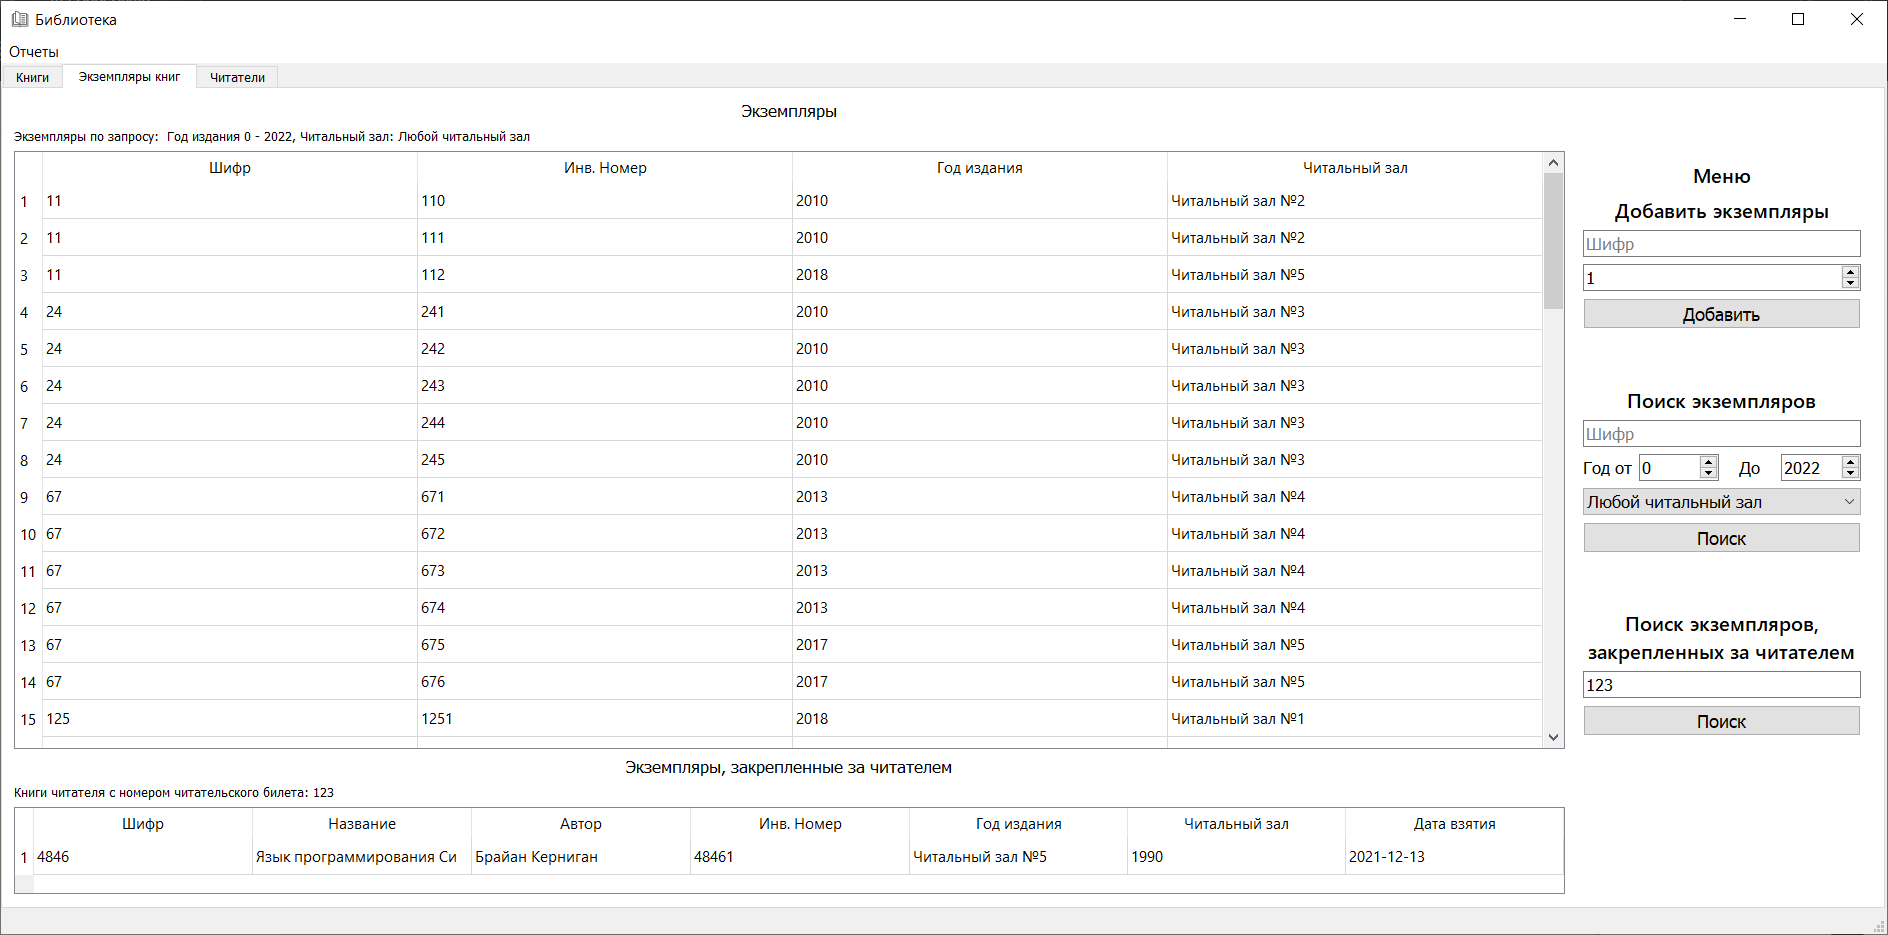 Библиотека
Отчеты
Книги Экземпляры книг Читатели
Экземпляры
Экземпляры по запросу: Год издания 0 - 2022, Читальный зал: Любой читальный зал
Шифр Инв. Номер Год издания Читальный зал
1 11 110 2010 Читальный зал №2
2 11 111 2010 Читальный зал №2
3 11 112 2018 Читальный зал №5
4 24 241 2010 Читальный зал №3
5 24 242 2010 Читальный зал №3
6 24 243 2010 Читальный зал №3
7 24 244 2010 Читальный зал №3
8 24 245 2010 Читальный зал №3
9 67 671 2013 Читальный зал №4
10 67 672 2013 Читальный зал №4
11 67 673 2013 Читальный зал №4
12 67 674 2013 Читальный зал №4
13 67 675 2017 Читальный зал №5
14 67 676 2017 Читальный зал №5
15 125 1251 2018 Читальный зал №1
Меню
Добавить экземпляры
Шифр
1
Добавить
Поиск экземпляров
Шифр
Год от 0 До 2022
Любой читальный зал
Поиск
Поиск экземпляров,
закрепленных за читателем
123
Поиск
Экземпляры, закрепленные за читателем
Книги читателя с номером читательского билета: 123
Шифр Название Автор Инв. Номер Год издания Читальный зал Дата взятия
1 4846 Язык программирования Си Брайан Керниган 48461 Читальный зал №5 1990 2021-12-13